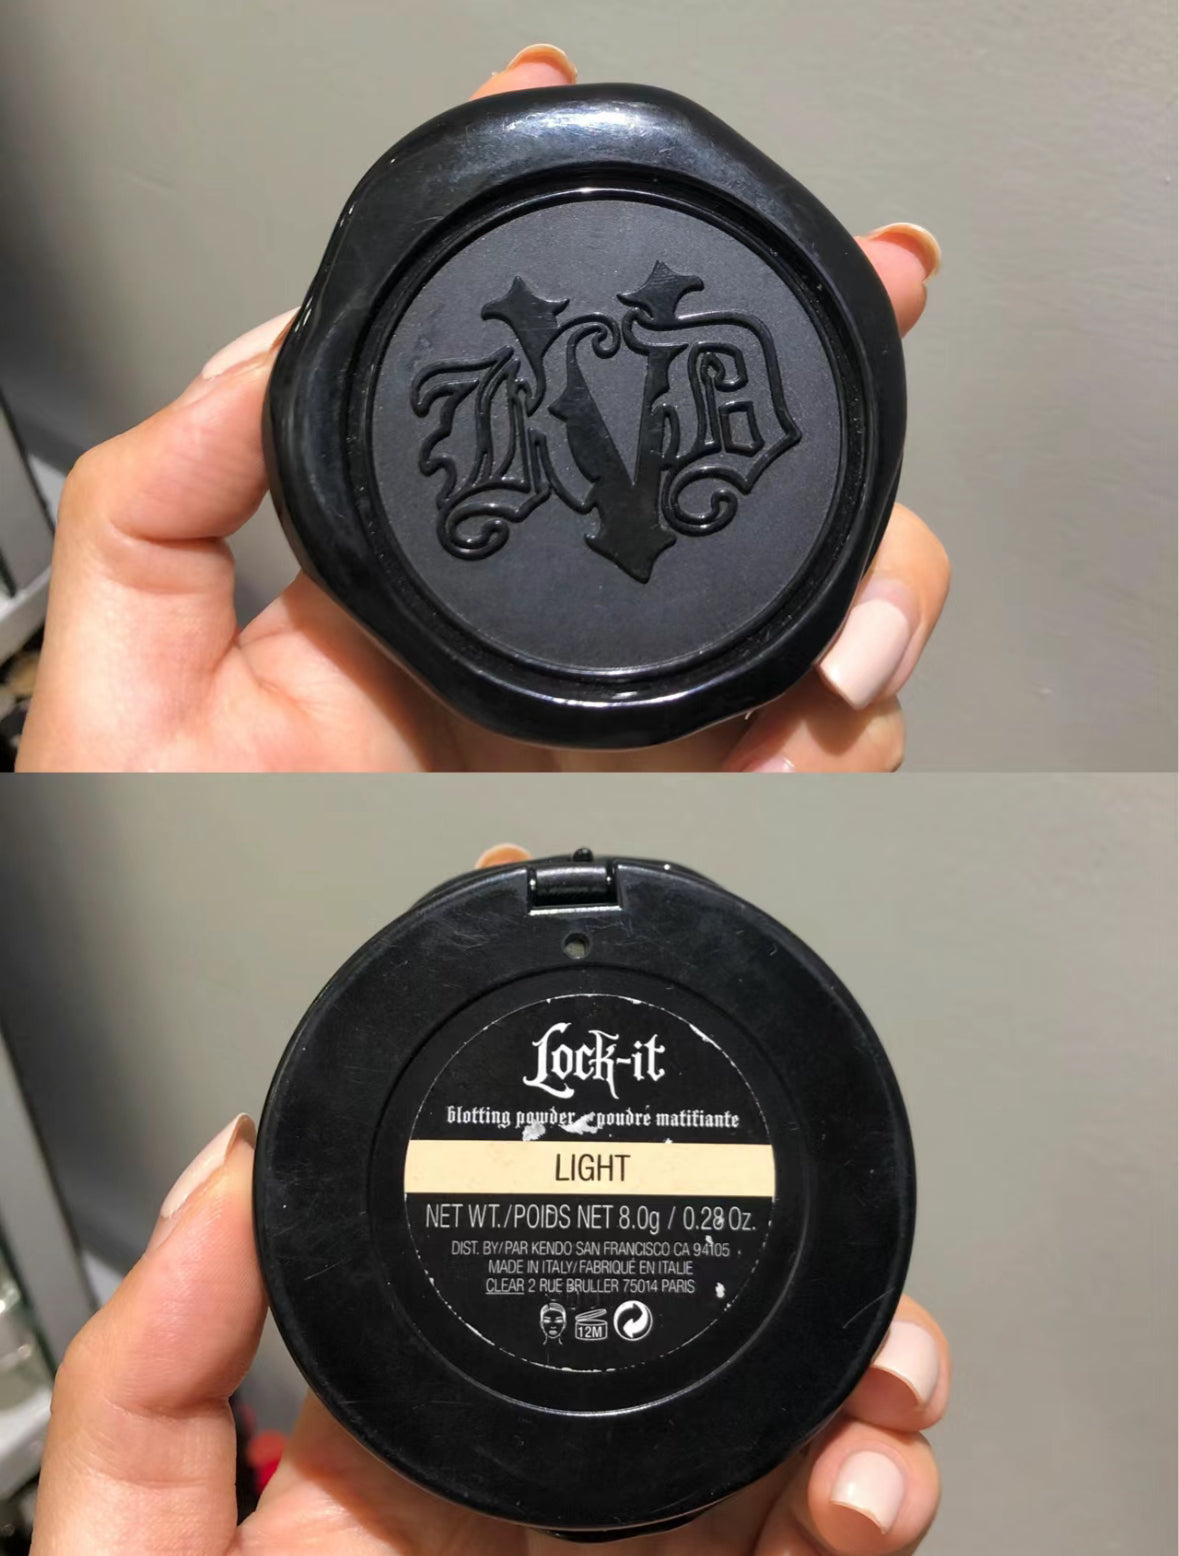 KVD
Lock-it
blotting powder • poudre matifiante
LIGHT
NET WT./POIDS NET 8.0g / 0.28 Oz.
DIST. BY/PAR KENDO SAN FRANCISCO CA 94105
MADE IN ITALY/FABRIQUÉ EN ITALIE
CLEAR 2 RUE BRULLER 75014 PARIS
12M